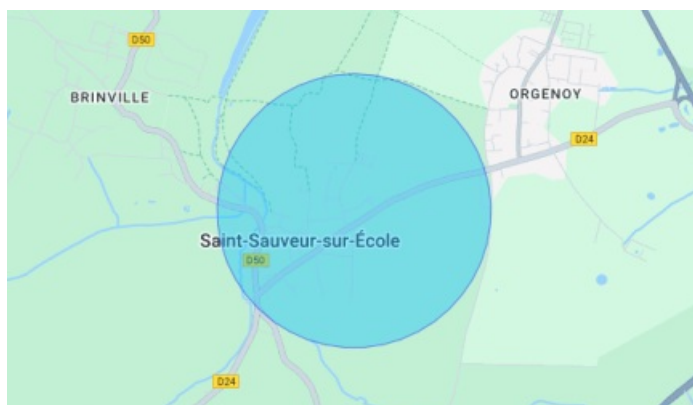 D50
BRINVILLE
ORGENOY
D24
Saint-Sauveur-sur-École
D50
D24